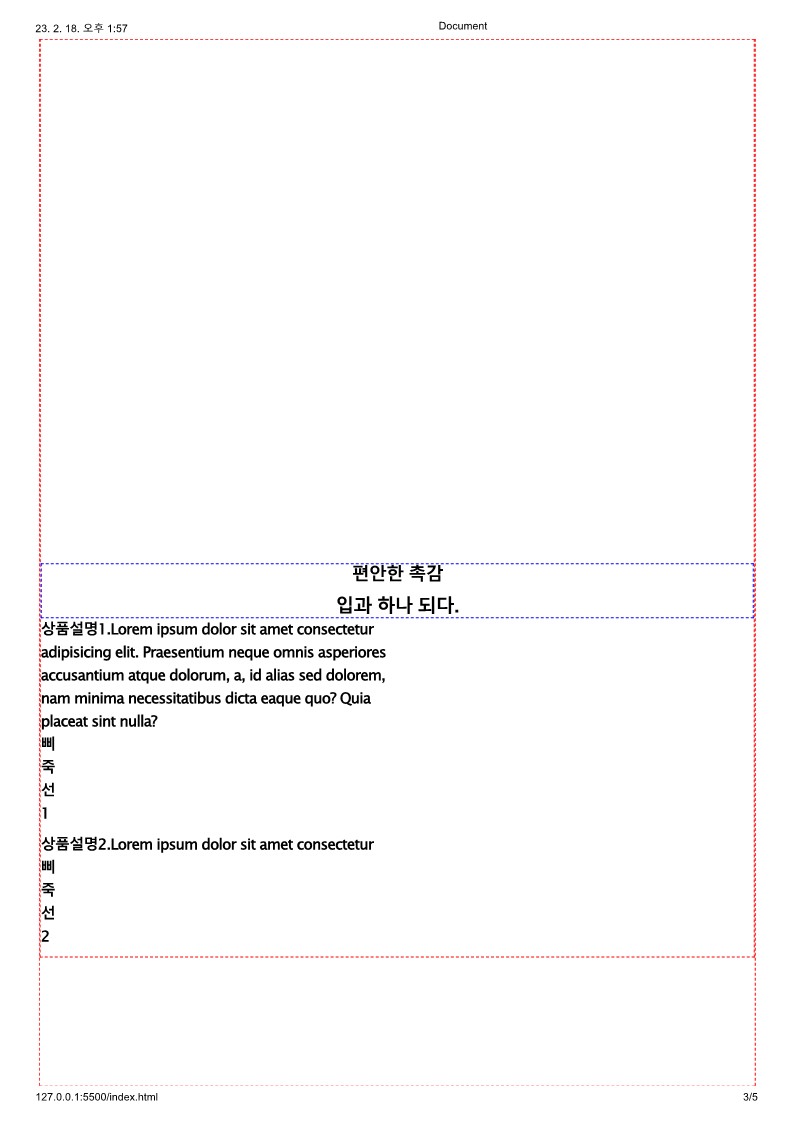 23. 2. 18. 오후 1:57
Document
편안한 촉감
입과 하나 되다.
상품설명1.Lorem ipsum dolor sit amet consectetur
adipisicing elit. Praesentium neque omnis asperiores
accusantium atque dolorum, a, id alias sed dolorem,
nam minima necessitatibus dicta eaque quo? Quia
placeat sint nulla?
삐
죽
선
1
상품설명2.Lorem ipsum dolor sit amet consectetur
삐
죽
선
2
127.0.0.1:5500/index.html
3/5